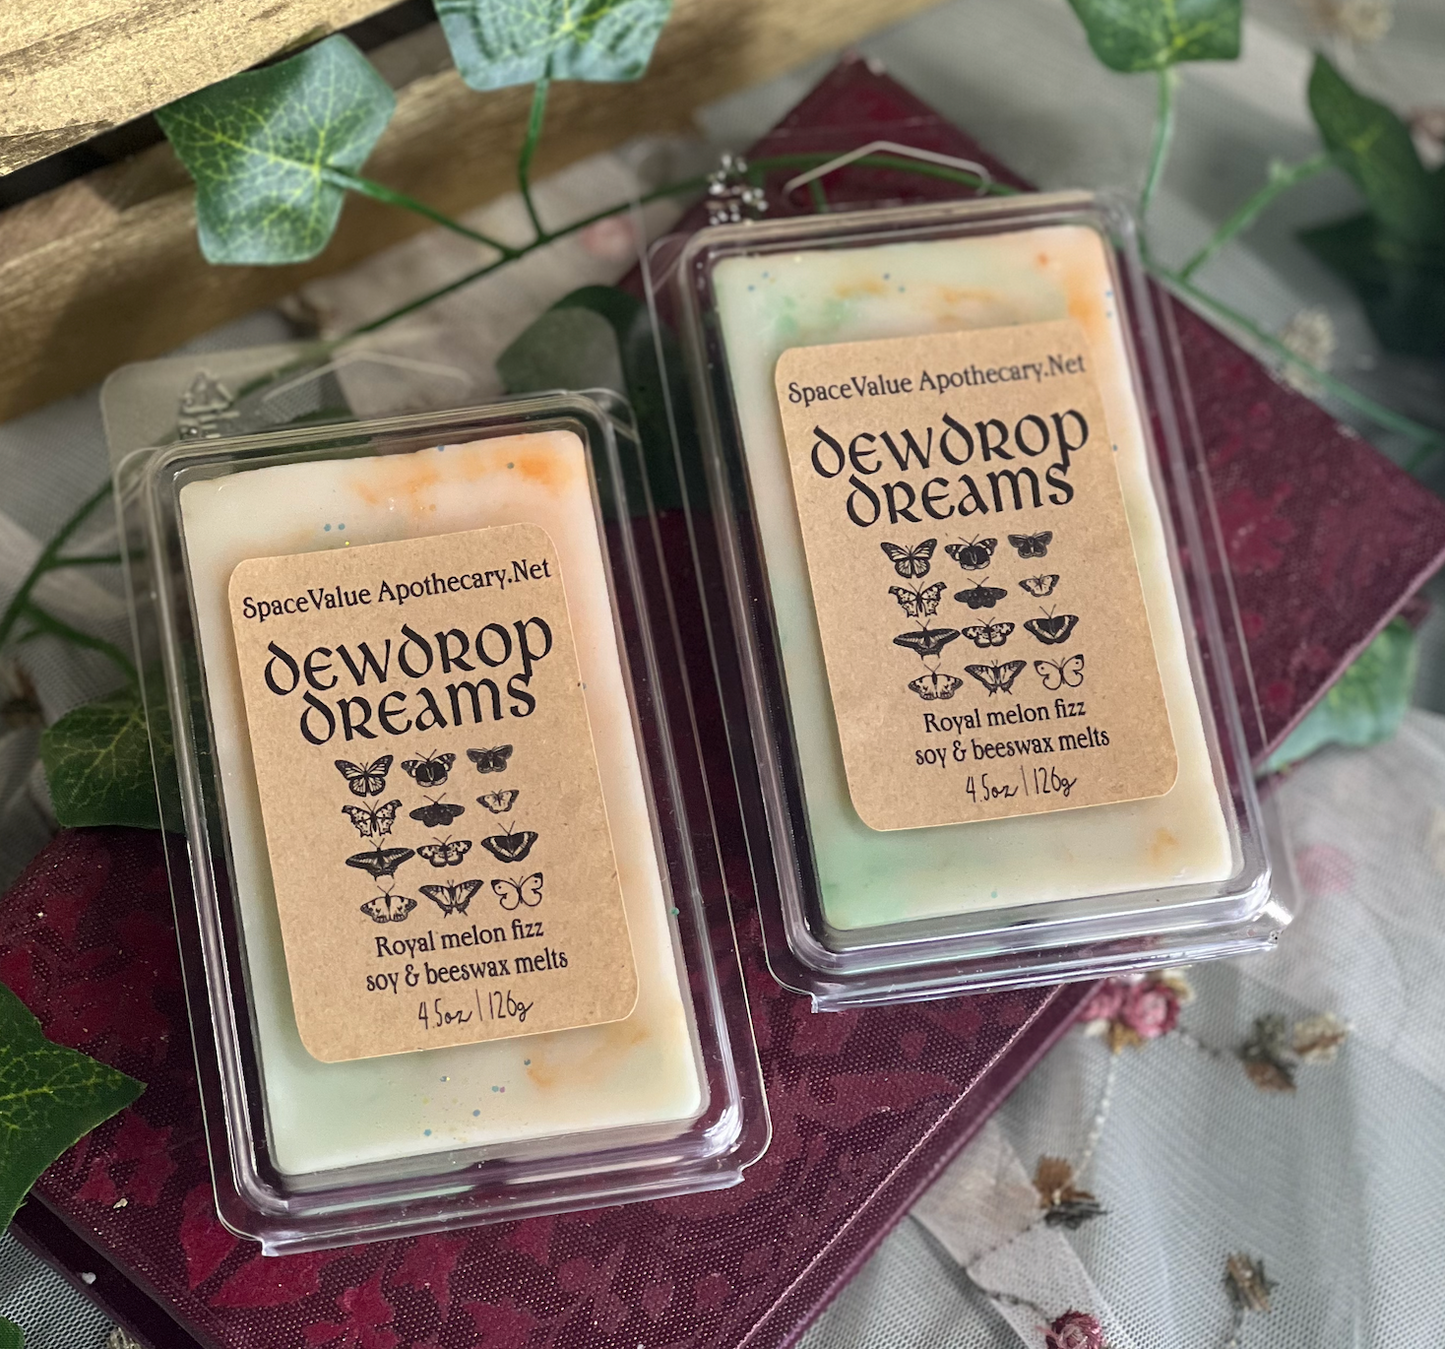 SpaceValue Apothecary.Net
dewdrop
dreams
Royal melon fizz
soy & beeswax melts
4.5oz | 126g
SpaceValue Apothecary.Net
dewdrop
dreams
Royal melon fizz
soy & beeswax melts
4.5oz | 126g